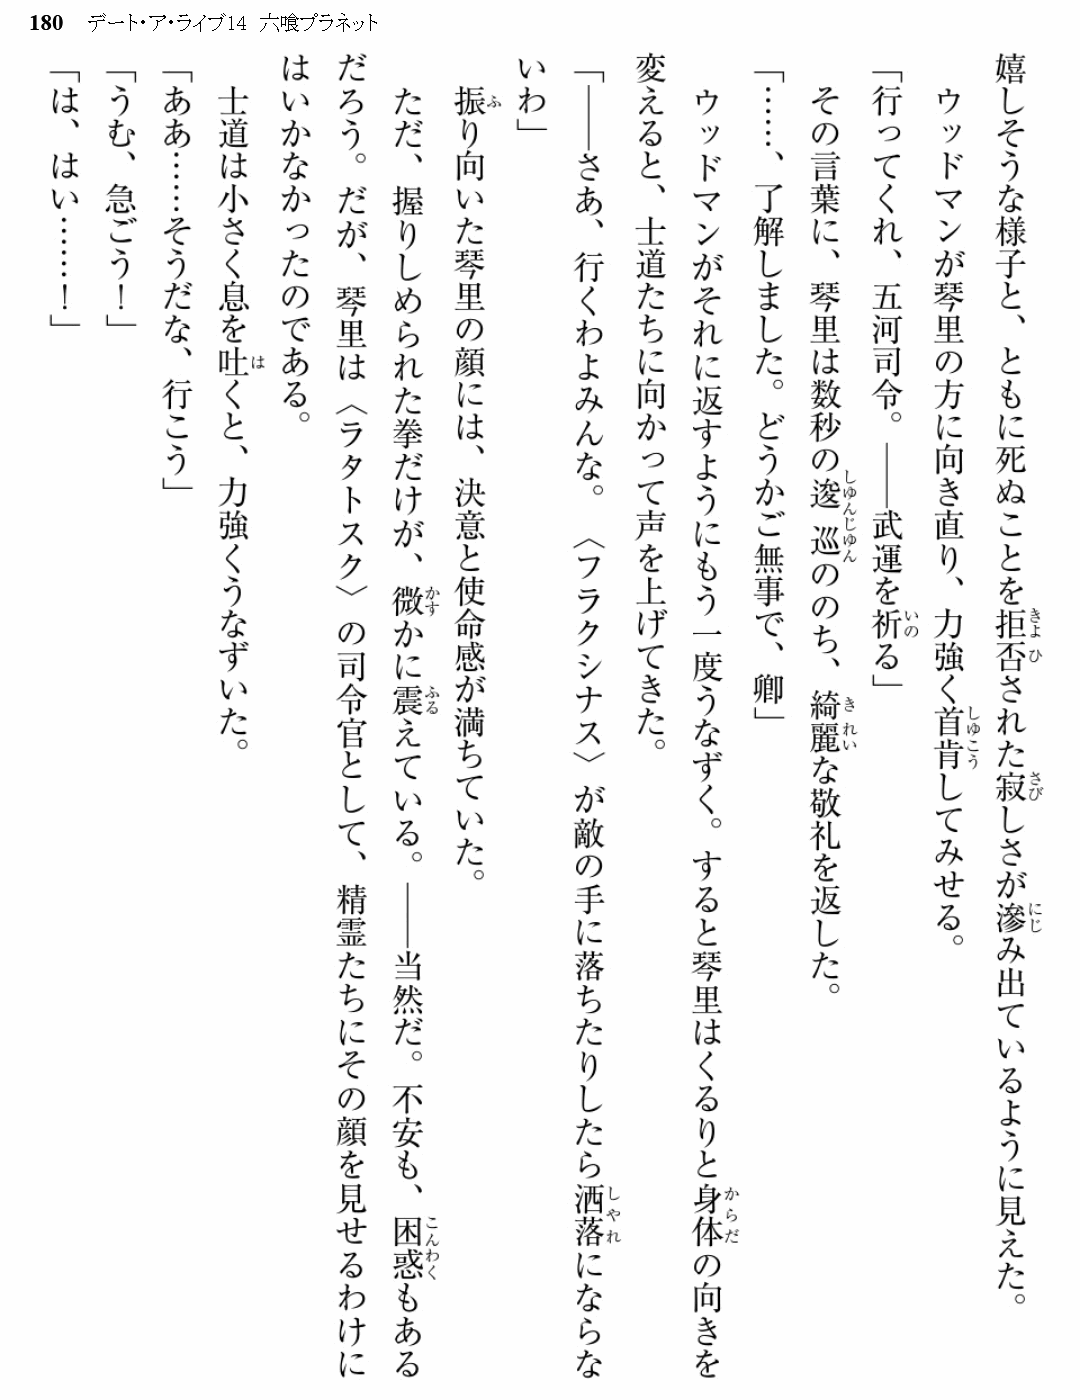 180 デート・ア・ライブ14 六喰プラネット
嬉しそうな様子と、ともに死ぬことを拒否された寂しさが滲み出ているように見えた。
ウッドマンが琴里の方に向き直り、力強く首肯してみせる。
「行ってくれ、五河司令。――武運を祈る」
その言葉に、琴里は数秒の逡巡ののち、綺麗な敬礼を返した。
「……、了解しました。どうかご無事で、卿」
ウッドマンがそれに返すようにもう一度うなずく。すると琴里はくるりと身体の向きを
変えると、士道たちに向かって声を上げてきた。
「――さあ、行くわよみんな。〈フラクシナス〉が敵の手に落ちたりしたら洒落にならな
いわ」
振り向いた琴里の顔には、決意と使命感が満ちていた。
ただ、握りしめられた拳だけが、微かに震えている。――当然だ。不安も、困惑もある
だろう。だが、琴里は〈ラタトスク〉の司令官として、精霊たちにその顔を見せるわけに
はいかなかったのである。
士道は小さく息を吐くと、力強くうなずいた。
「ああ……そうだな、行こう」
「うむ、急ごう！」
「は、はい……！」